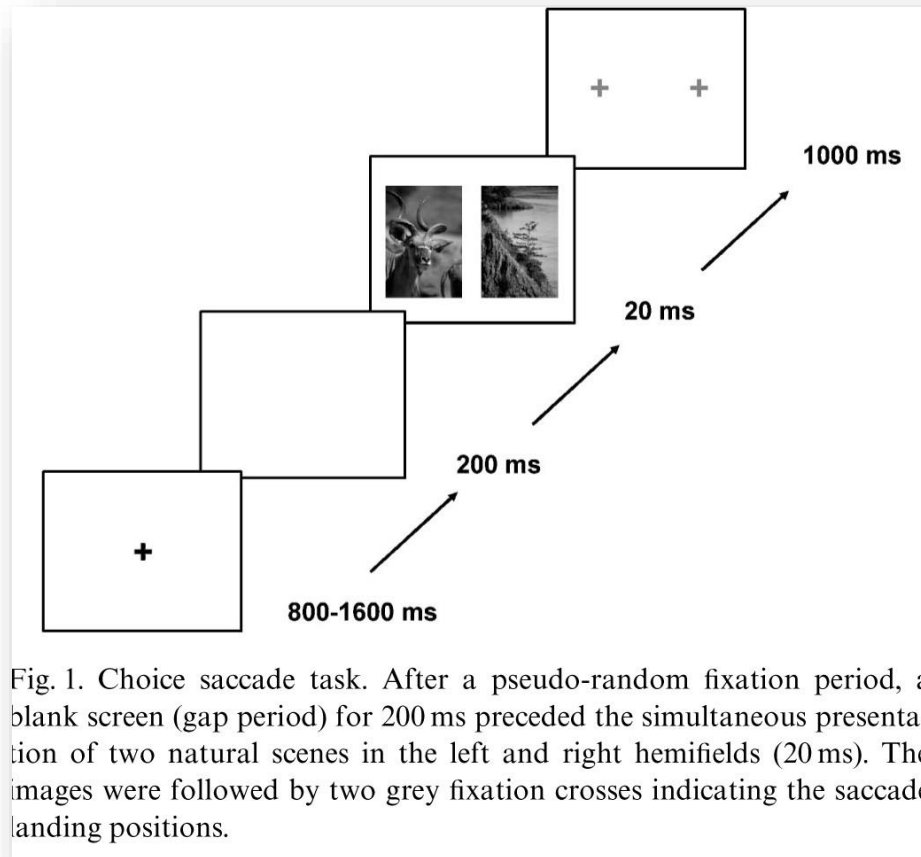 1000 ms
20 ms
200 ms
800-1600 ms
Fig. 1. Choice saccade task. After a pseudo-random fixation period, a
blank screen (gap period) for 200 ms preceded the simultaneous presenta
tion of two natural scenes in the left and right hemifields (20 ms). The
images were followed by two grey fixation crosses indicating the saccade
landing positions.